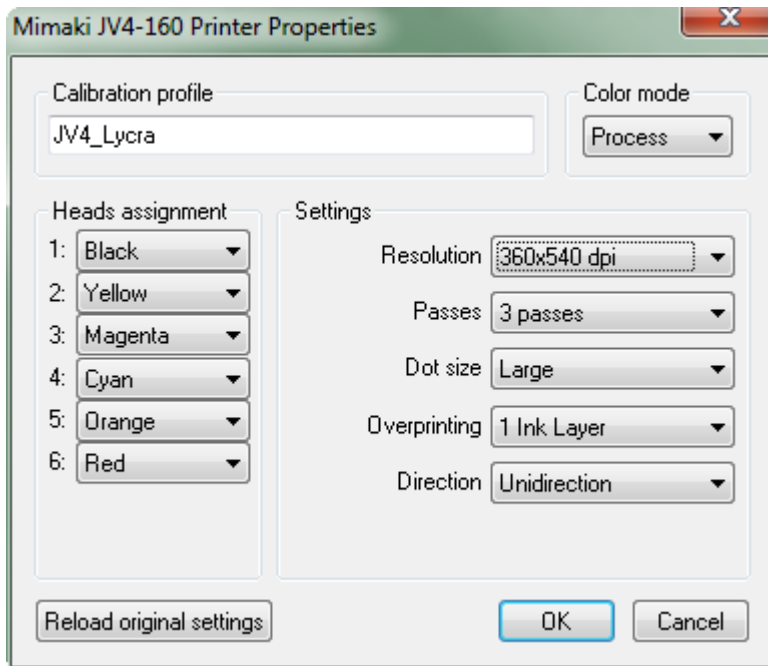 Mimaki JV4-160 Printer Properties
x
Calibration profile
JV4_Lycra
Color mode
Process
Heads assignment
1: Black
2: Yellow
3: Magenta
4: Cyan
5: Orange
6: Red
Settings
Resolution 360x540 dpi
Passes 3 passes
Dot size Large
Overprinting 1 Ink Layer
Direction Unidirection
Reload original settings
OK
Cancel